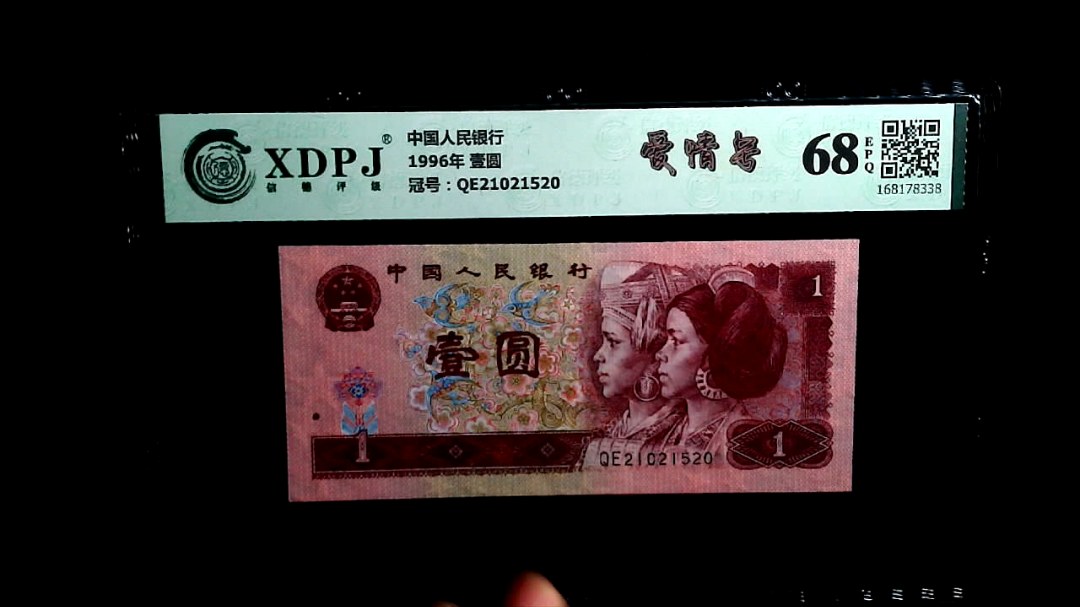 XDPJ®
信德评级
中国人民银行
1996年 壹圆
冠号：QE21021520
爱情号
68
EPQ
168178338
中国人民银行
1
壹圆
1
QE21021520
1